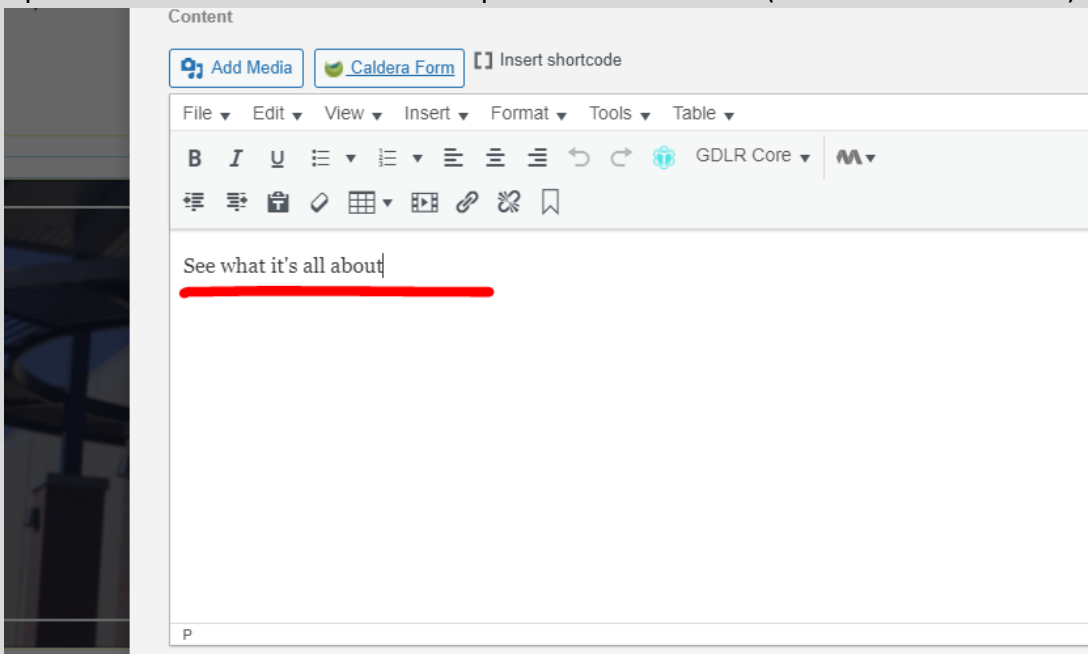 Content
Add Media Caldera Form Insert shortcode
File Edit View Insert Format Tools Table
B I U GDLR Core
See what it's all about
P